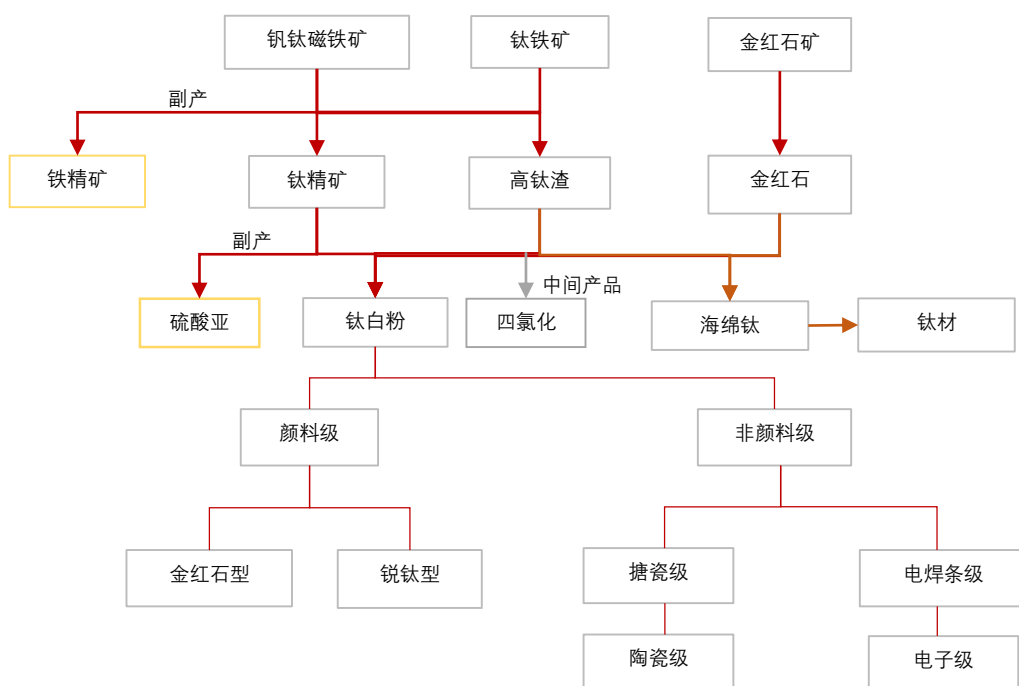 钒钛磁铁矿
钛铁矿
金红石矿
副产
铁精矿
钛精矿
高钛渣
金红石
副产
中间产品
硫酸亚
钛白粉
四氯化
海绵钛
钛材
颜料级
非颜料级
金红石型
锐钛型
搪瓷级
电焊条级
陶瓷级
电子级